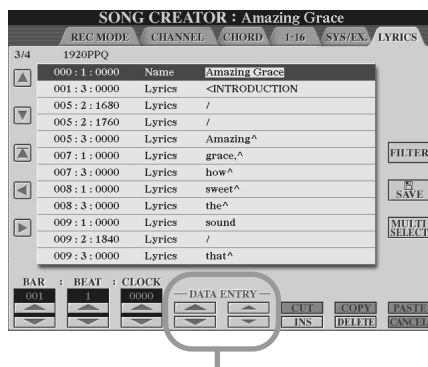 SONG CREATOR : Amazing Grace
REC MODE CHANNEL CHORD 1-16 SYS/EX. LYRICS
3/4 1920PPQ
000 : 1 : 0000 Name Amazing Grace
001 : 3 : 0000 Lyrics <INTRODUCTION
005 : 2 : 1680 Lyrics /
005 : 2 : 1760 Lyrics /
005 : 3 : 0000 Lyrics Amazing^
007 : 1 : 0000 Lyrics grace,^
007 : 3 : 0000 Lyrics how^
008 : 1 : 0000 Lyrics sweet^
008 : 3 : 0000 Lyrics the^
009 : 1 : 0000 Lyrics sound
009 : 2 : 1840 Lyrics /
009 : 3 : 0000 Lyrics that^
FILTER
SAVE
MULTI
SELECT
BAR : BEAT : CLOCK
DATA ENTRY
001 1 0000
CUT COPY PASTE
INS DELETE CANCEL